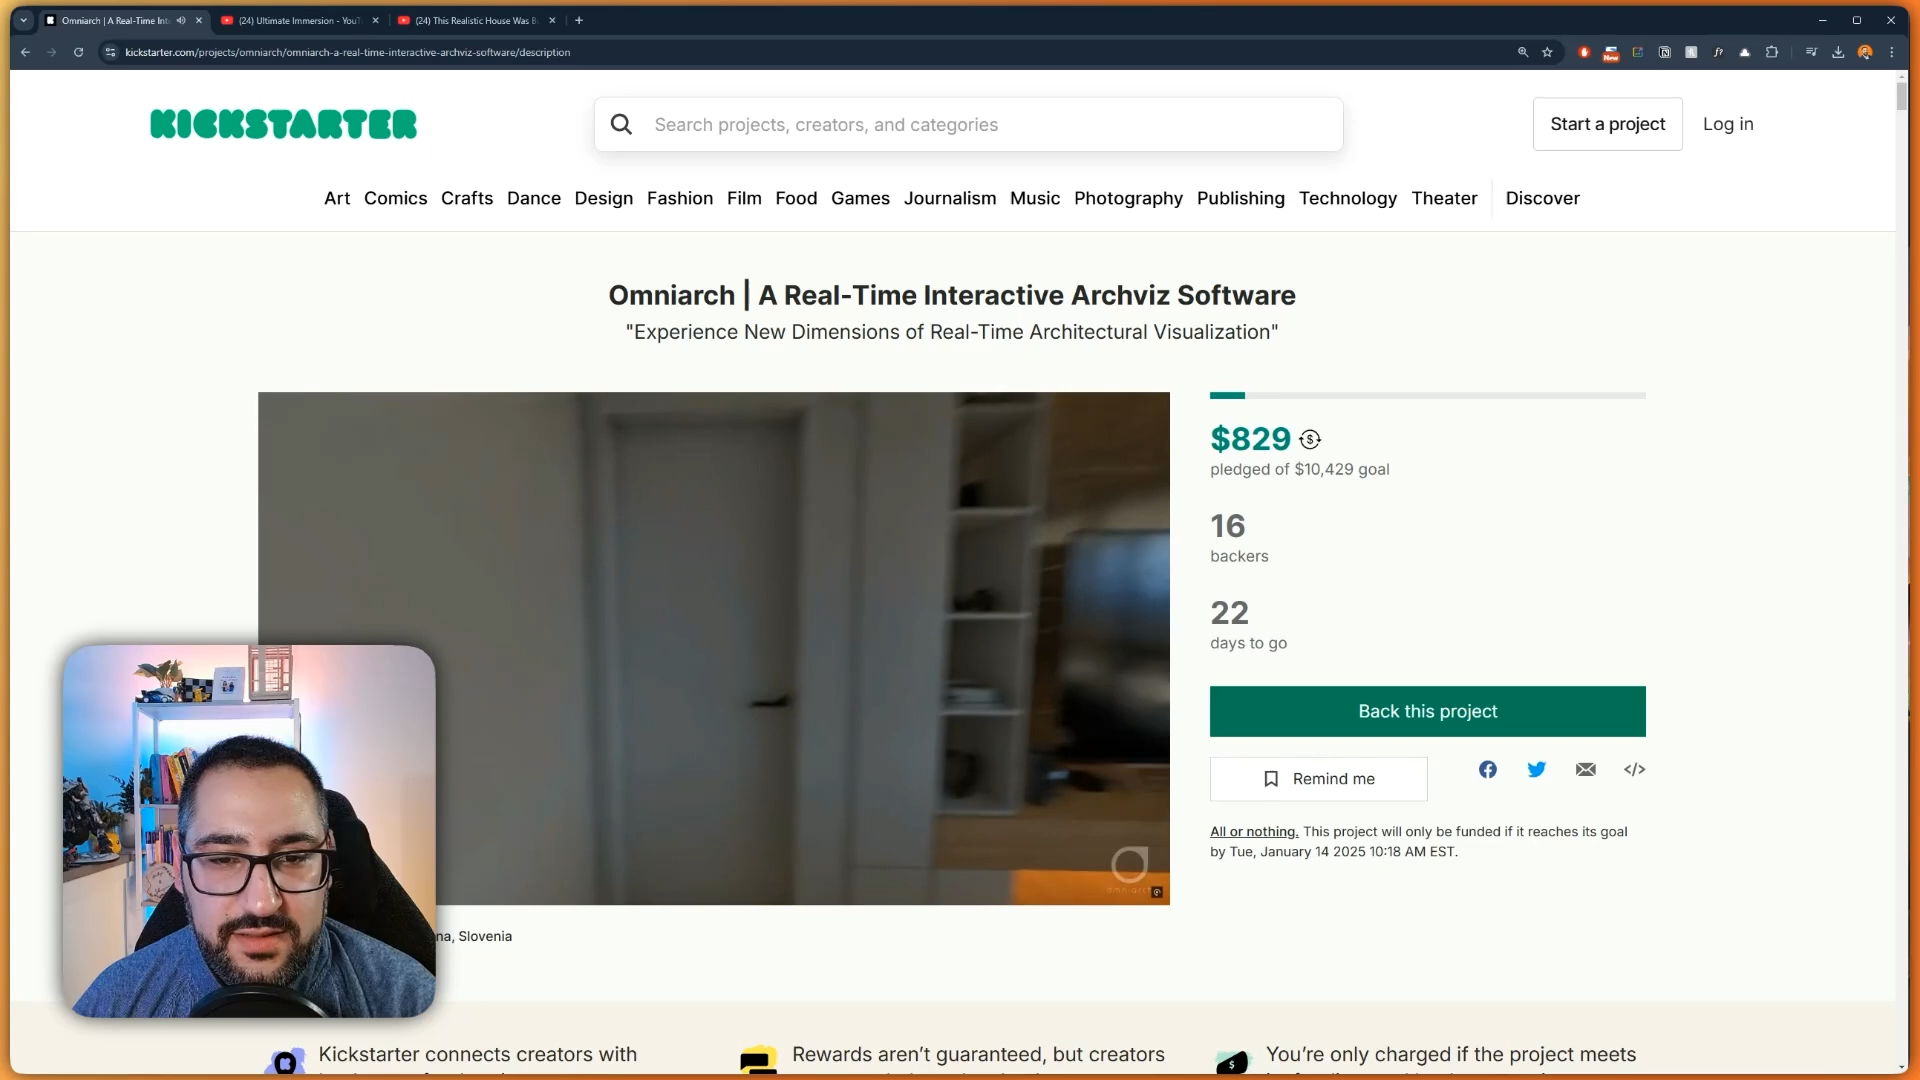 Omniarch | A Real-Time Int
(24) Ultimate Immersion - YouT
(24) This Realistic House Was B
kickstarter.com/projects/omniarch/omniarch-a-real-time-interactive-archviz-software/description
New
KICKSTARTER
Search projects, creators, and categories
Start a project
Log in
Art Comics Crafts Dance Design Fashion Film Food Games Journalism Music Photography Publishing Technology Theater Discover
Omniarch | A Real-Time Interactive Archviz Software
"Experience New Dimensions of Real-Time Architectural Visualization"
$829
pledged of $10,429 goal
16
backers
22
days to go
Back this project
Remind me
All or nothing. This project will only be funded if it reaches its goal
by Tue, January 14 2025 10:18 AM EST.
omniarch
na, Slovenia
Kickstarter connects creators with
Rewards aren’t guaranteed, but creators
You’re only charged if the project meets